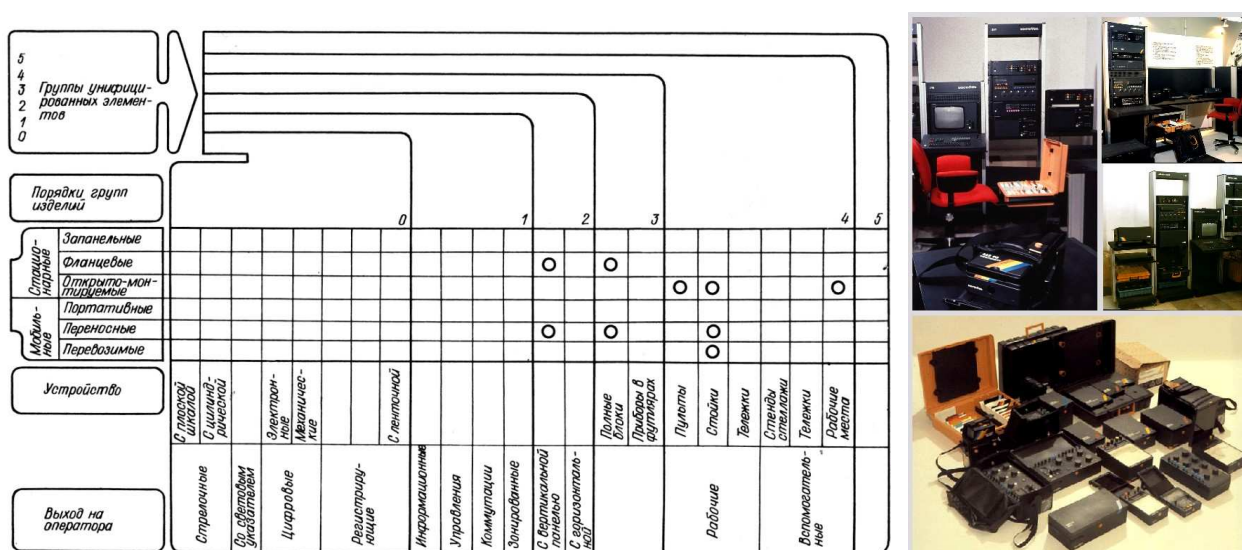 5
4
3
2
1
0
Группы унифици-
рованных элемен-
тов
Порядки групп
изделий
0
1
2
3
4
5
Стацио-
нарные
Запанельные
Фланцевые
Открыто-мон-
тируемые
Мобиль-
ные
Портативные
Переносные
Перевозимые
Устройство
С плоской
шкалой
С цилинд-
рической
Электрон-
ные
Механичес-
кие
С ленточной
Полные
блоки
Приборы в
футлярах
Пульты
Стойки
Тележки
Стенды
стеллажи
Тележки
Рабочие
места
Выход на
оператора
Стрелочные
Со световым
указателем
Цифровые
Регистриру-
ющие
Информационные
Управления
Коммутации
Зонированные
С вертикальной
панелью
С горизонталь-
ной
Рабочие
Вспомогатель-
ные